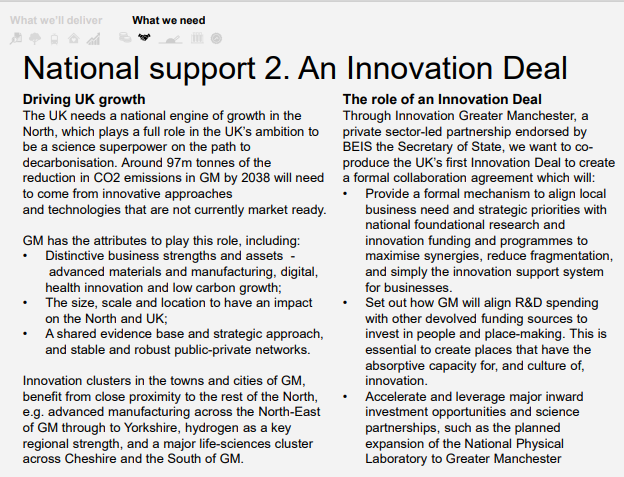 What we'll deliver
What we need
National support 2. An Innovation Deal
Driving UK growth
The UK needs a national engine of growth in the
North, which plays a full role in the UK's ambition to
be a science superpower on the path to
decarbonisation. Around 97m tonnes of the
reduction in CO2 emissions in GM by 2038 will need
to come from innovative approaches
and technologies that are not currently market ready.
GM has the attributes to play this role, including:
• Distinctive business strengths and assets -
advanced materials and manufacturing, digital,
health innovation and low carbon growth;
• The size, scale and location to have an impact
on the North and UK;
• A shared evidence base and strategic approach,
and stable and robust public-private networks.
Innovation clusters in the towns and cities of GM,
benefit from close proximity to the rest of the North,
e.g. advanced manufacturing across the North-East
of GM through to Yorkshire, hydrogen as a key
regional strength, and a major life-sciences cluster
across Cheshire and the South of GM.
The role of an Innovation Deal
Through Innovation Greater Manchester, a
private sector-led partnership endorsed by
BEIS the Secretary of State, we want to co-
produce the UK's first Innovation Deal to create
a formal collaboration agreement which will:
• Provide a formal mechanism to align local
business need and strategic priorities with
national foundational research and
innovation funding and programmes to
maximise synergies, reduce fragmentation,
and simply the innovation support system
for businesses.
• Set out how GM will align R&D spending
with other devolved funding sources to
invest in people and place-making. This is
essential to create places that have the
absorptive capacity for, and culture of,
innovation.
• Accelerate and leverage major inward
investment opportunities and science
partnerships, such as the planned
expansion of the National Physical
Laboratory to Greater Manchester